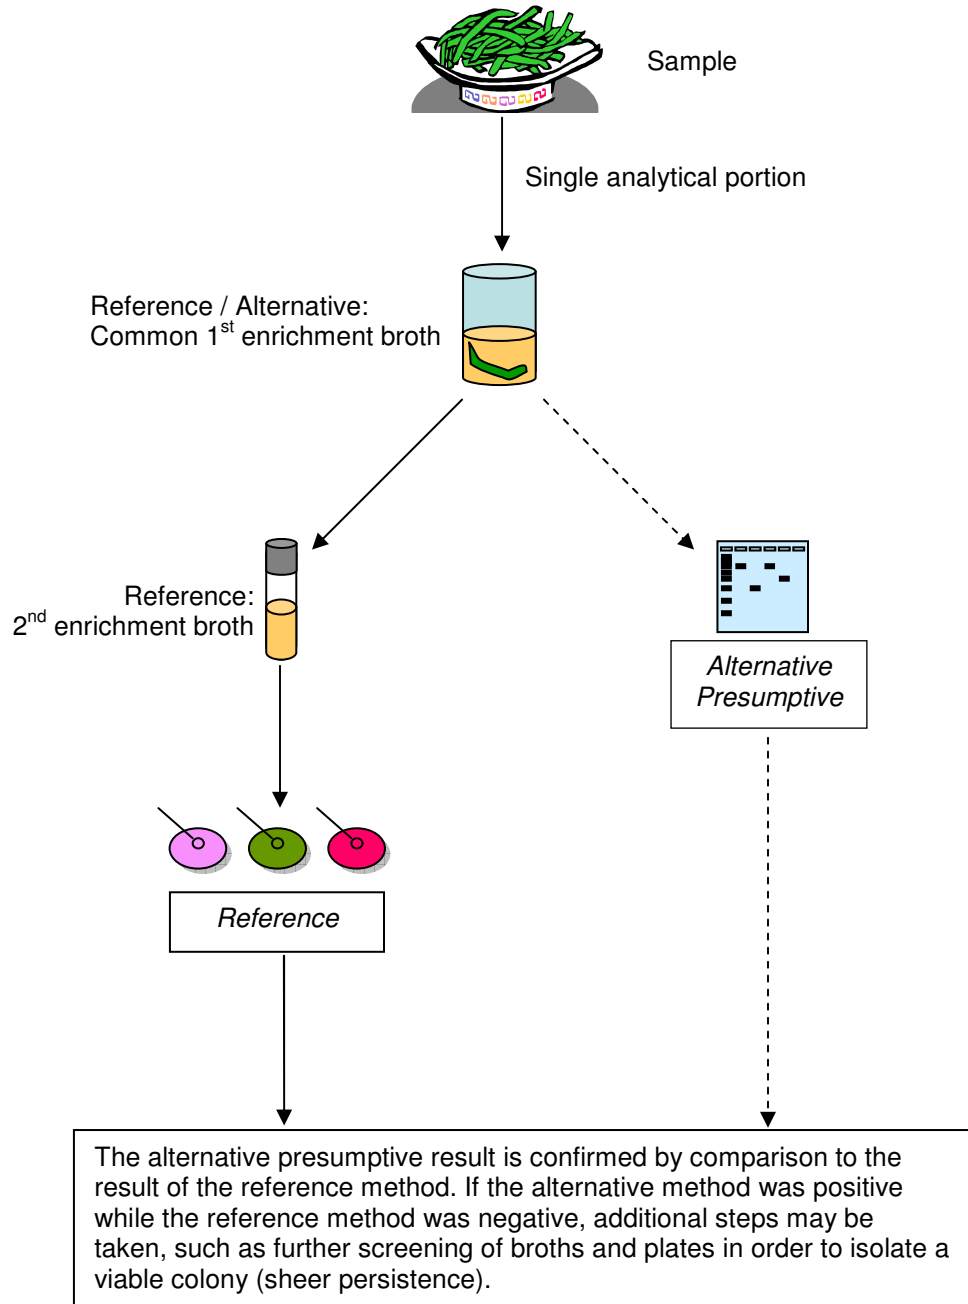 Sample
Single analytical portion
Reference / Alternative:
Common 1st enrichment broth
Reference:
2nd enrichment broth
Alternative
Presumptive
Reference
The alternative presumptive result is confirmed by comparison to the
result of the reference method. If the alternative method was positive
while the reference method was negative, additional steps may be
taken, such as further screening of broths and plates in order to isolate a
viable colony (sheer persistence).